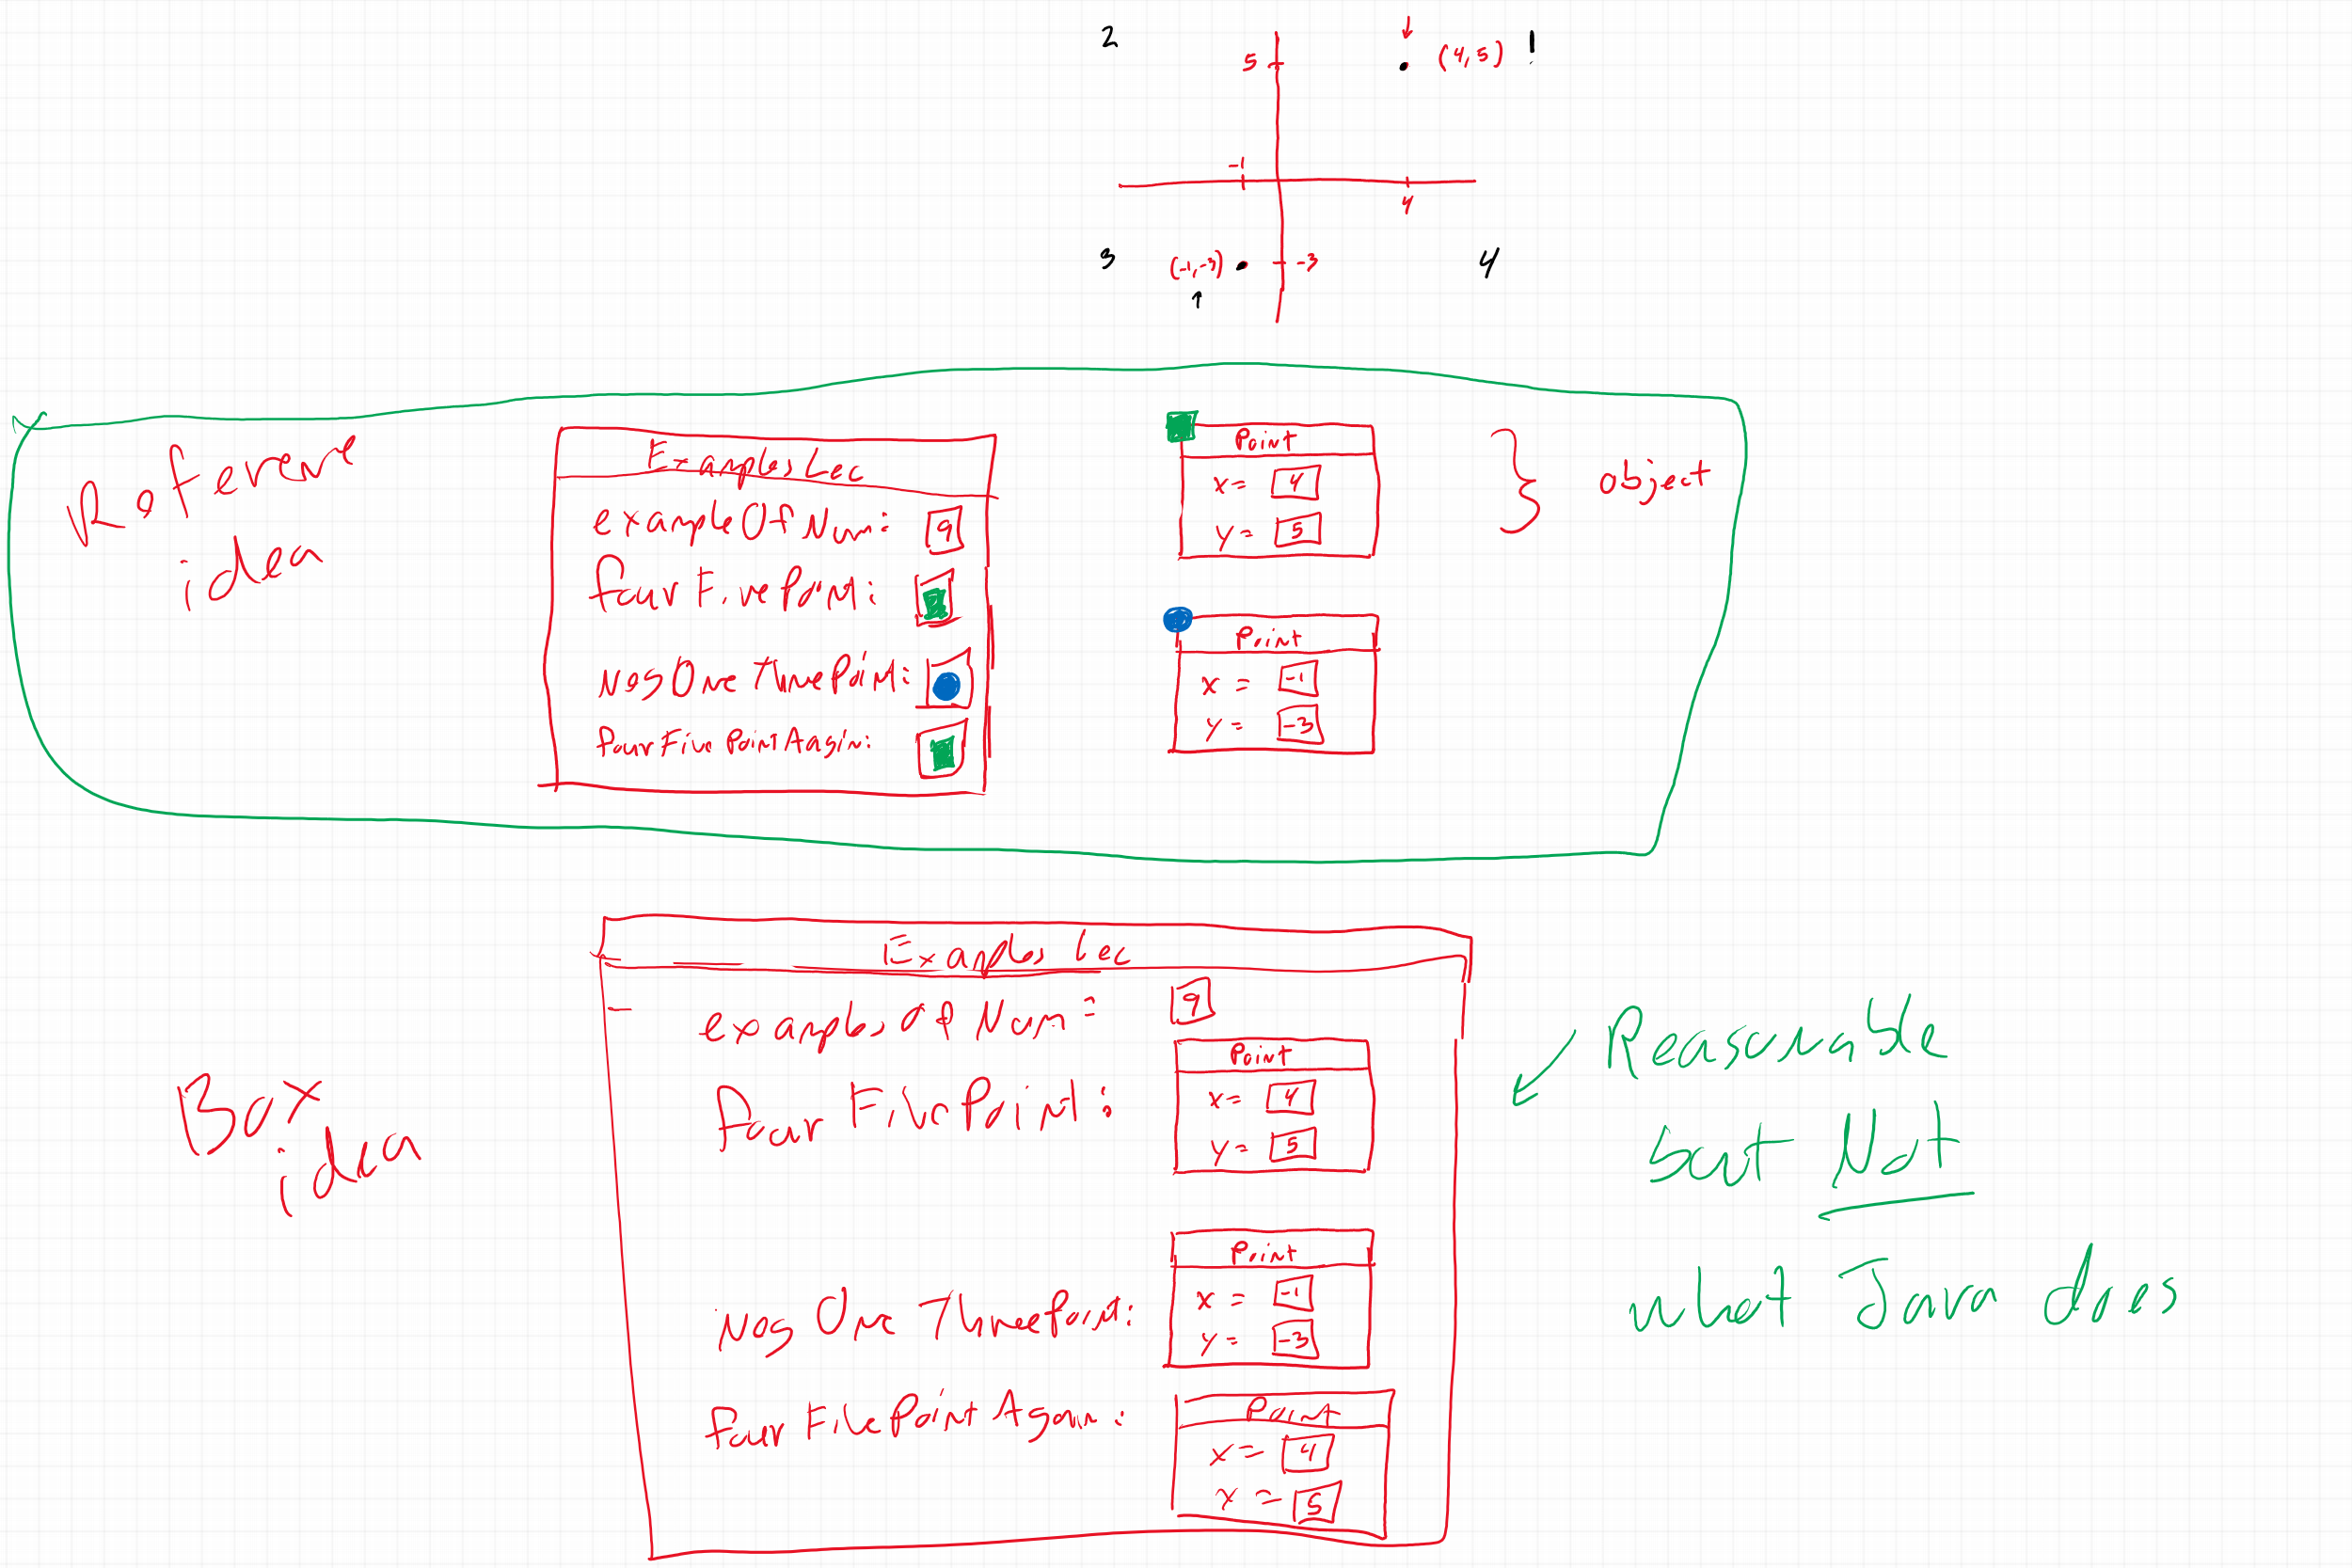 2
5
(4,5)
1
-1
4
3
(-1,-3)
-3
4
Reference
idea
ExamplesLec
exampleOfNum: 9
fourFivePoint:
negOneThreePoint:
fourFivePointAagin:
Point
x= 4
y= 5
object
Point
x = -1
y= -3
Box
idea
Examples Lec
examplesOfNum= 9
fourFivePoint:
Point
x= 4
y= 5
negOneThreePoint:
Point
x = -1
y= -3
fourFivePointAgain:
Point
x= 4
x= 5
Reasonable
but Not
what Java does